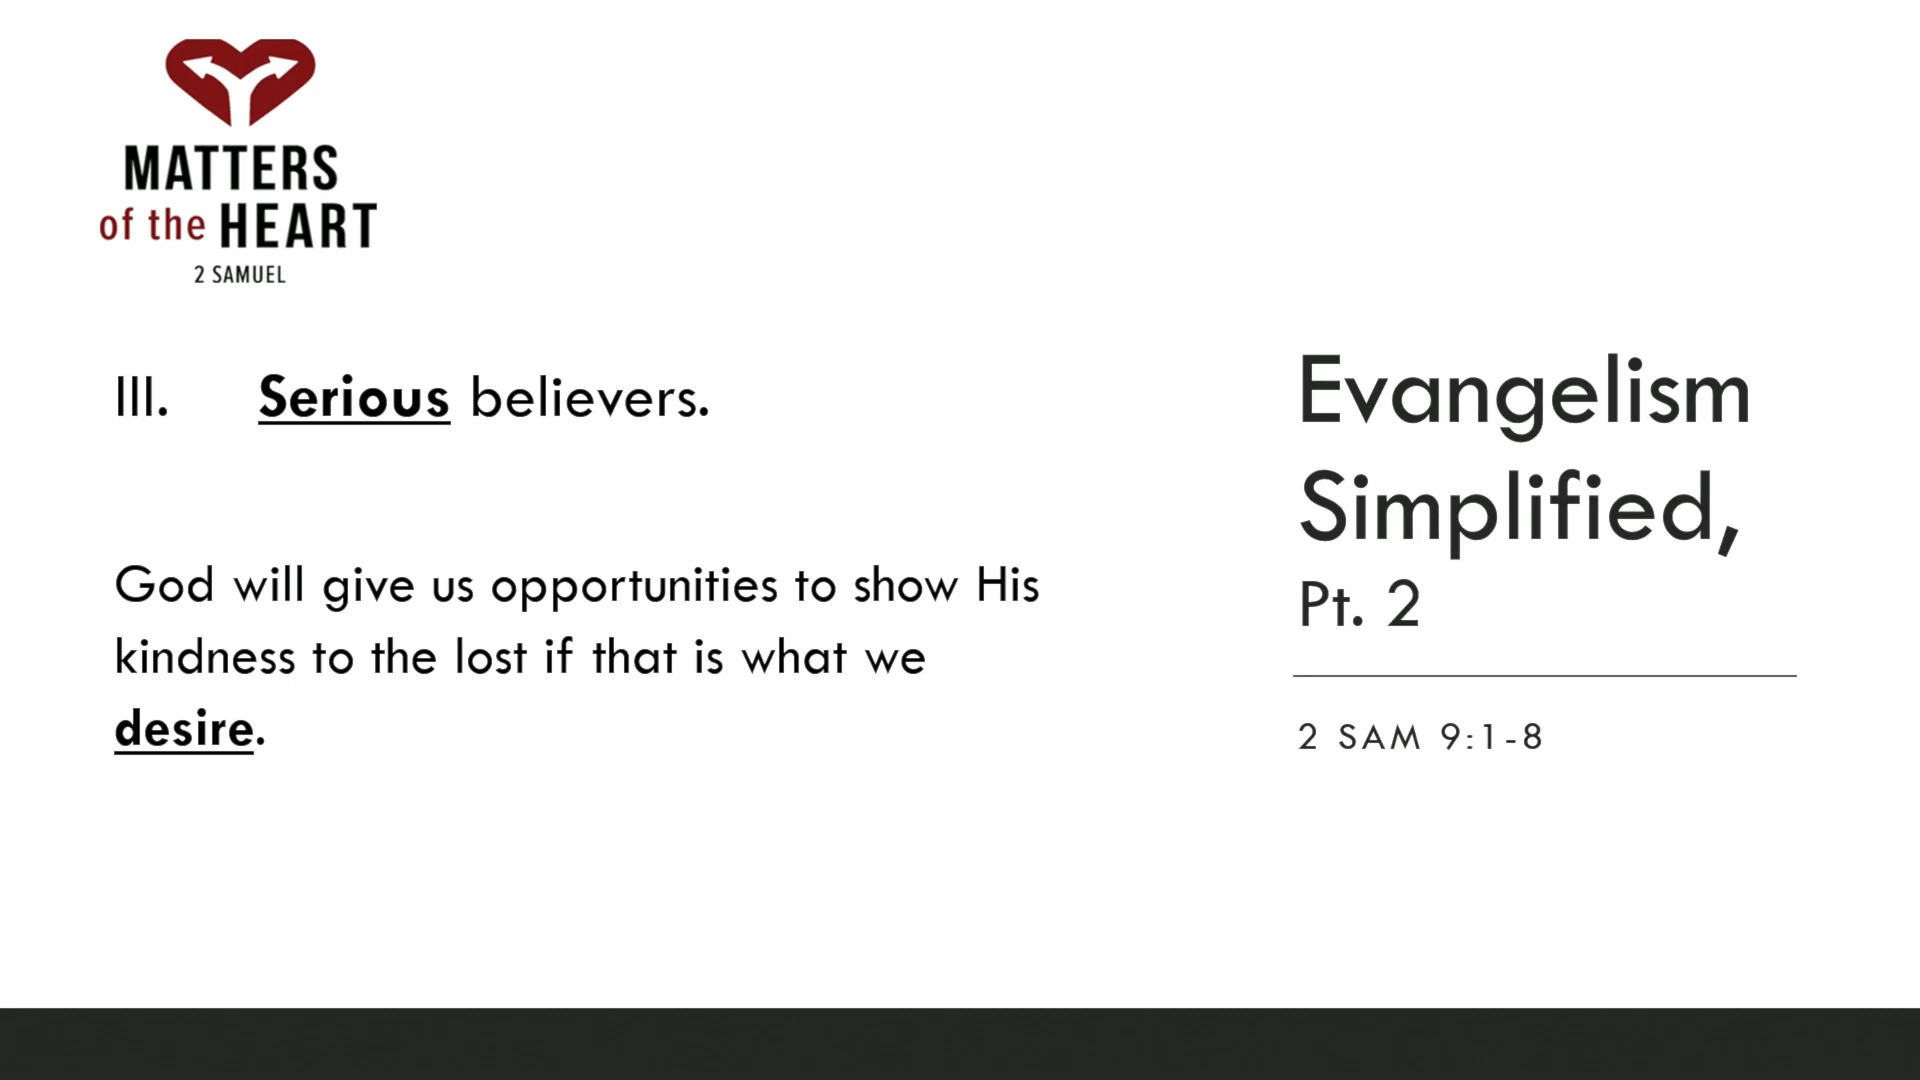 MATTERS
of the HEART
2 SAMUEL
III. Serious believers.
God will give us opportunities to show His
kindness to the lost if that is what we
desire.
Evangelism
Simplified,
Pt. 2
2 SAM 9:1-8